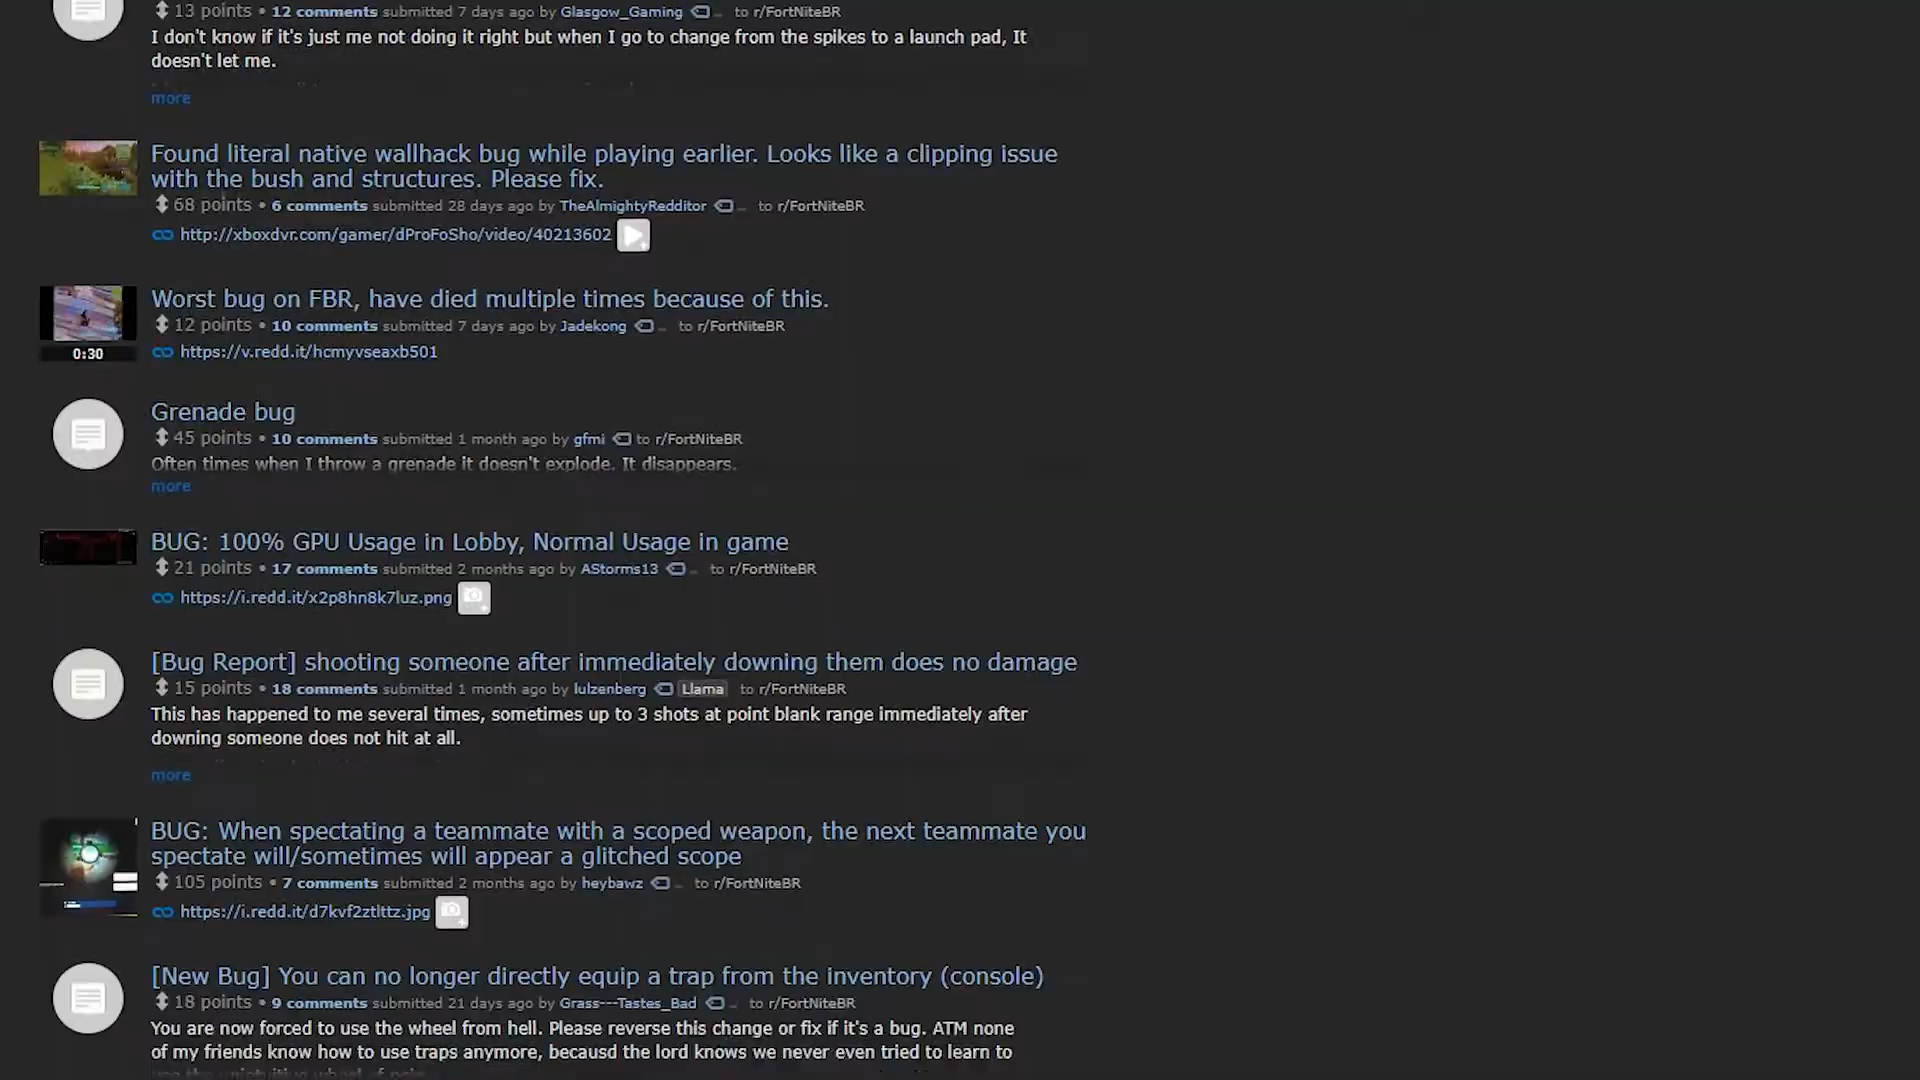 13 points • 12 comments submitted 7 days ago by Glasgow_Gaming to r/FortNiteBR
I don't know if it's just me not doing it right but when I go to change from the spikes to a launch pad, It
doesn't let me.
more
Found literal native wallhack bug while playing earlier. Looks like a clipping issue
with the bush and structures. Please fix.
68 points • 6 comments submitted 28 days ago by TheAlmightyRedditor to r/FortNiteBR
http://xboxdvr.com/gamer/dProFoSho/video/40213602
Worst bug on FBR, have died multiple times because of this.
12 points • 10 comments submitted 7 days ago by Jadekong to r/FortNiteBR
0:30
https://v.redd.it/hcmyvseaxb501
Grenade bug
45 points • 10 comments submitted 1 month ago by gfmi to r/FortNiteBR
Often times when I throw a grenade it doesn't explode. It disappears.
more
BUG: 100% GPU Usage in Lobby, Normal Usage in game
21 points • 17 comments submitted 2 months ago by AStorms13 to r/FortNiteBR
https://i.redd.it/x2p8hn8k7luz.png
[Bug Report] shooting someone after immediately downing them does no damage
15 points • 18 comments submitted 1 month ago by lulzenberg Llama to r/FortNiteBR
This has happened to me several times, sometimes up to 3 shots at point blank range immediately after
downing someone does not hit at all.
more
BUG: When spectating a teammate with a scoped weapon, the next teammate you
spectate will/sometimes will appear a glitched scope
105 points • 7 comments submitted 2 months ago by heybawz to r/FortNiteBR
https://i.redd.it/d7kvf2ztlttz.jpg
[New Bug] You can no longer directly equip a trap from the inventory (console)
18 points • 9 comments submitted 21 days ago by Grass---Tastes_Bad to r/FortNiteBR
You are now forced to use the wheel from hell. Please reverse this change or fix if it's a bug. ATM none
of my friends know how to use traps anymore, becausd the lord knows we never even tried to learn to